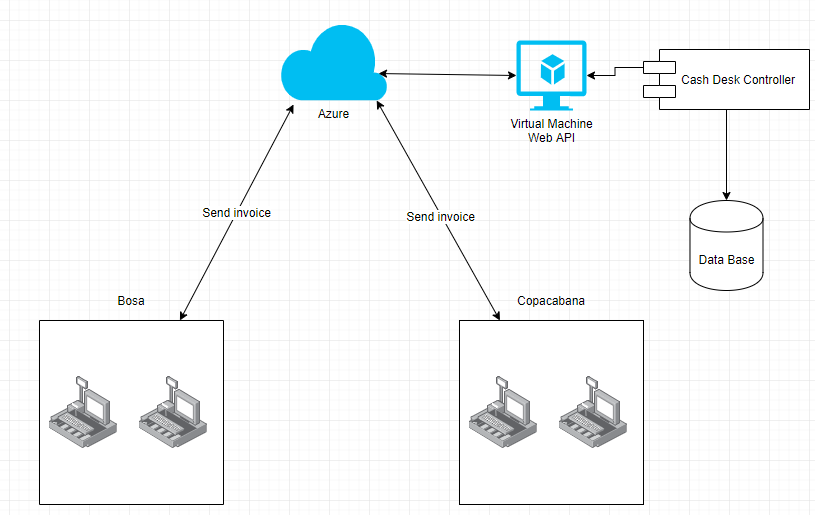 Azure
Virtual Machine
Web API
Cash Desk Controller
Send invoice
Send invoice
Data Base
Bosa
Copacabana